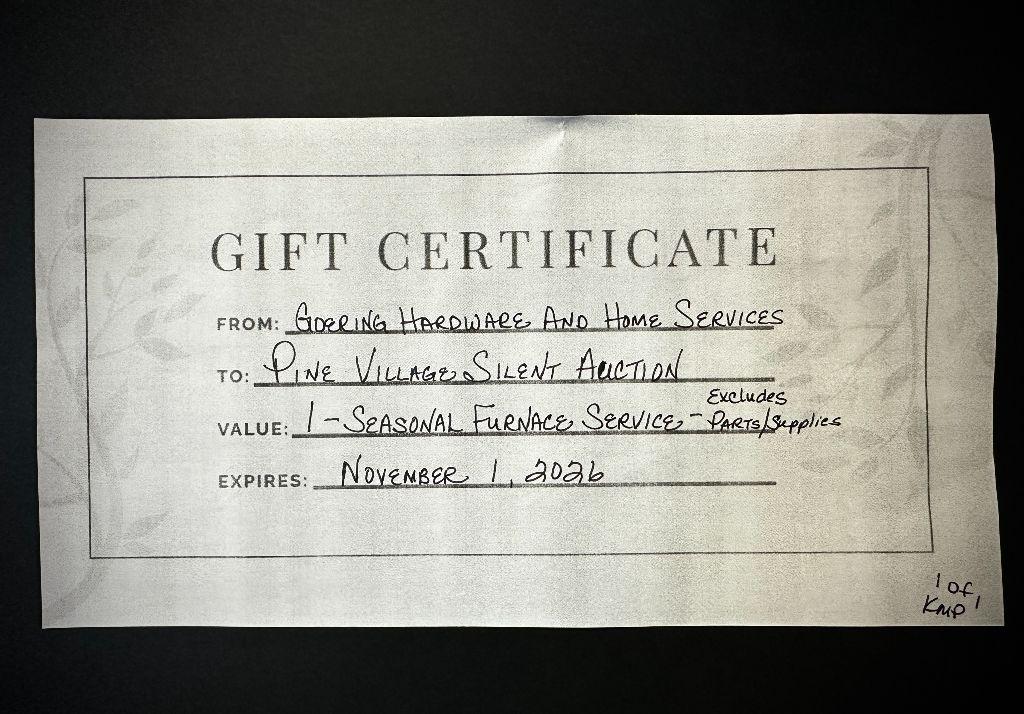 GIFT CERTIFICATE
FROM: GOERING HARDWARE AND HOME SERVICES
TO: PINE VILLAGE SILENT AUCTION
VALUE: 1 - SEASONAL FURNACE SERVICE - Excludes PARTS/Supplies
EXPIRES: NOVEMBER 1, 2026
1 of 1
KMP